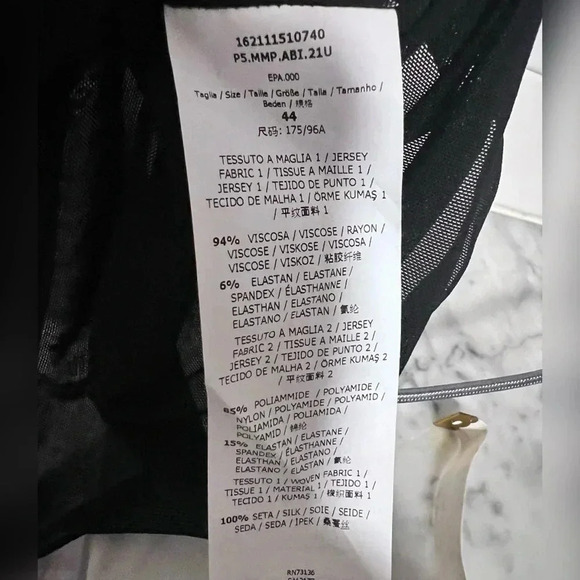 162111510740
P5.MMP.ABI.21U
EPA.000
Taglia / Size / Taille / Größe / Talla / Tamanho /
Beden / 规格
44
尺码: 175/96A
TESSUTO A MAGLIA 1 / JERSEY
FABRIC 1 / TISSUE A MAILLE 1 /
JERSEY 1 / TEJIDO DE PUNTO 1 /
TECIDO DE MALHA 1 / ÖRME KUMAŞ 1
/ 平纹面料 1
94% VISCOSA / VISCOSE / RAYON /
VISCOSE / VISKOSE / VISCOSA /
VISCOSE / VISKOZ / 粘胶纤维
6% ELASTAN / ELASTANE /
SPANDEX / ÉLASTHANNE /
ELASTHAN / ELASTANO /
ELASTANO / ELASTAN / 氨纶
TESSUTO A MAGLIA 2 / JERSEY
FABRIC 2 / TISSUE A MAILLE 2 /
JERSEY 2 / TEJIDO DE PUNTO 2 /
TECIDO DE MALHA 2 / ÖRME KUMAŞ 2
/ 平纹面料 2
85% POLIAMMIDE / POLYAMIDE /
NYLON / POLYAMIDE / POLYAMID /
POLIAMIDA / POLIAMIDA /
POLYAMID / 锦纶
15% ELASTAN / ELASTANE /
SPANDEX / ÉLASTHANNE /
ELASTHAN / ELASTANO /
ELASTANO / ELASTAN / 氨纶
TESSUTO 1 / WOVEN FABRIC 1 /
TISSUE 1 / MATERIAL 1 / TEJIDO 1 /
TECIDO 1 / KUMAŞ 1 / 梭织面料 1
100% SETA / SILK / SOIE / SEIDE /
SEDA / SEDA / İPEK / 桑蚕丝
RN73136